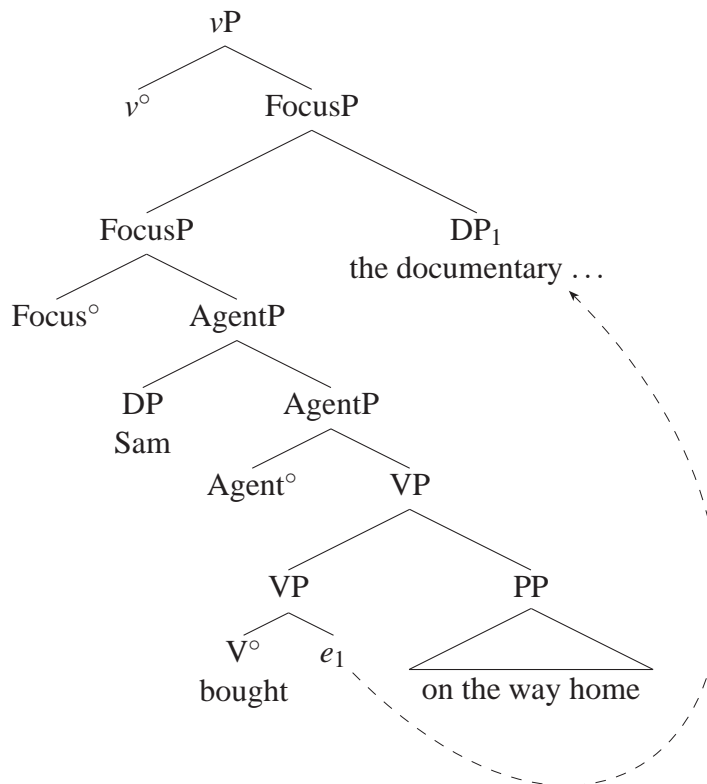 vP
v° FocusP
FocusP DP₁
the documentary …
Focus° AgentP
DP AgentP
Sam
Agent° VP
VP PP
V° e₁
bought on the way home